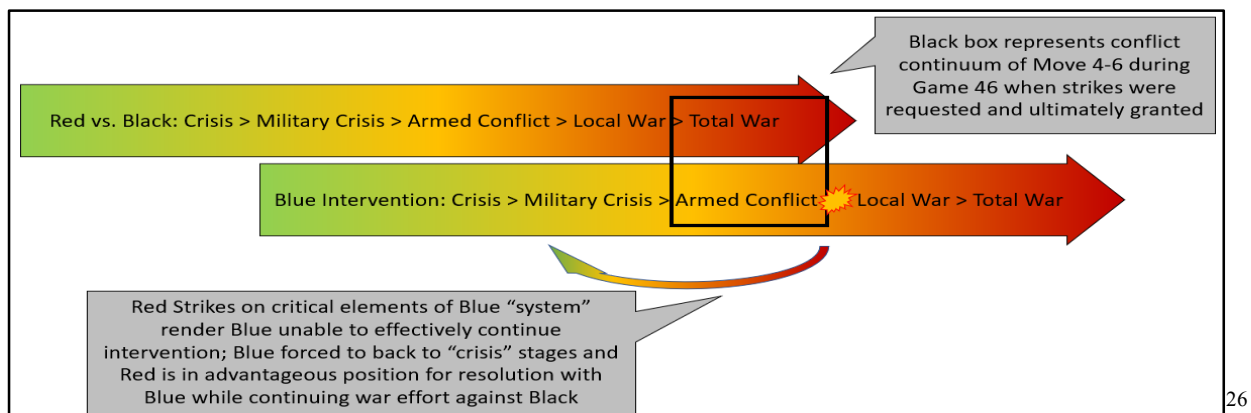 Black box represents conflict
continuum of Move 4-6 during
Game 46 when strikes were
requested and ultimately granted
Red vs. Black: Crisis > Military Crisis > Armed Conflict > Local War > Total War
Blue Intervention: Crisis > Military Crisis > Armed Conflict Local War > Total War
Red Strikes on critical elements of Blue “system”
render Blue unable to effectively continue
intervention; Blue forced to back to “crisis” stages and
Red is in advantageous position for resolution with
Blue while continuing war effort against Black
26